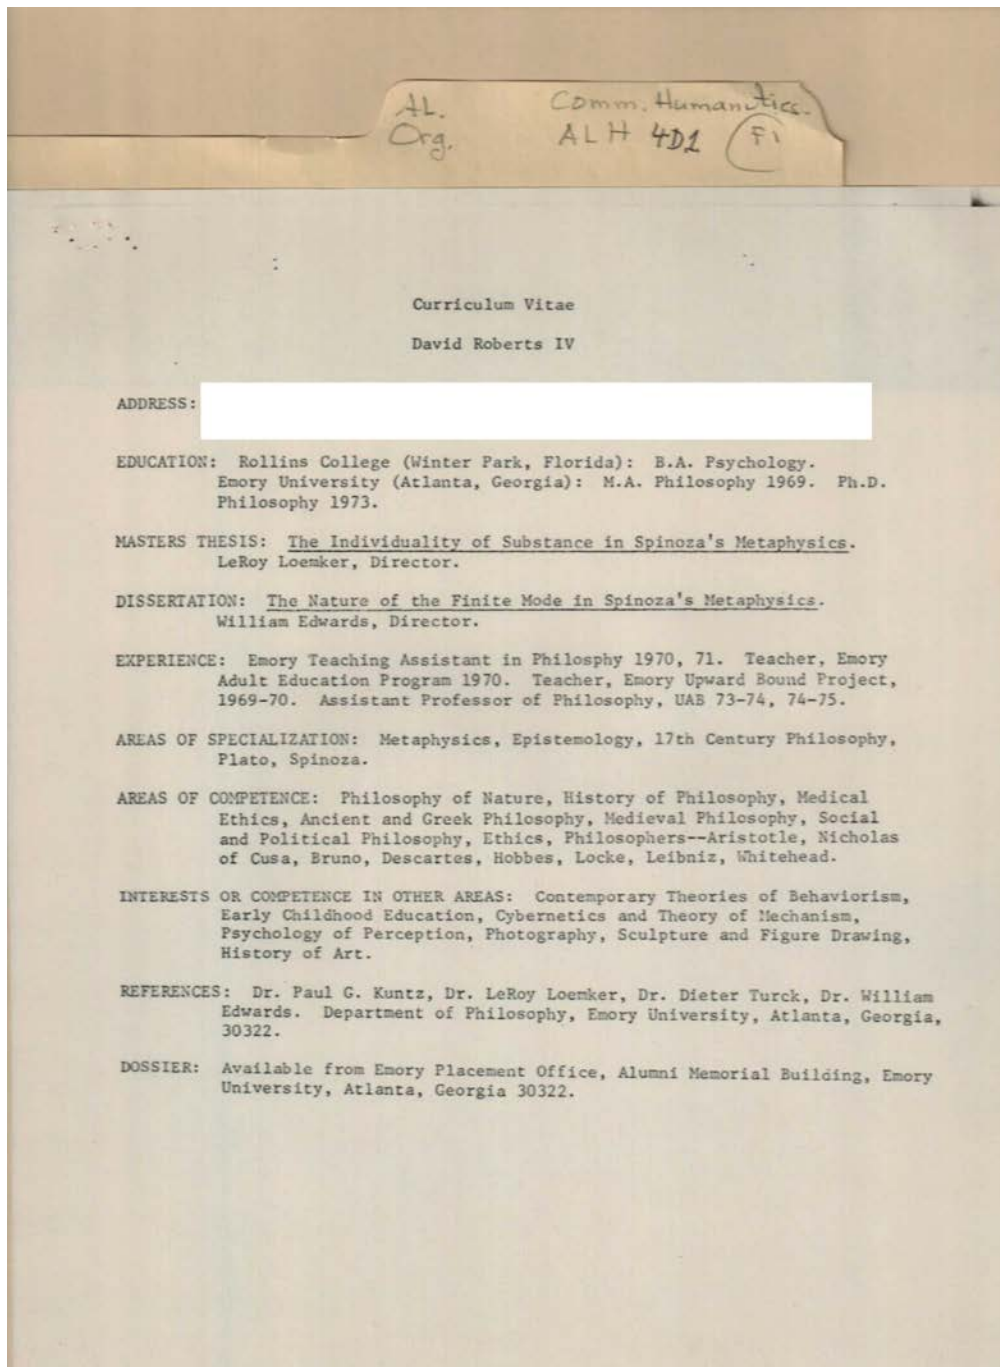 AL. Comm. Humanities.
Org. ALH 4D1 F1
Curriculum Vitae
David Roberts IV
ADDRESS:
EDUCATION: Rollins College (Winter Park, Florida): B.A. Psychology.
Emory University (Atlanta, Georgia): M.A. Philosophy 1969. Ph.D.
Philosophy 1973.
MASTERS THESIS: The Individuality of Substance in Spinoza's Metaphysics.
LeRoy Loemker, Director.
DISSERTATION: The Nature of the Finite Mode in Spinoza's Metaphysics.
William Edwards, Director.
EXPERIENCE: Emory Teaching Assistant in Philosphy 1970, 71. Teacher, Emory
Adult Education Program 1970. Teacher, Emory Upward Bound Project,
1969-70. Assistant Professor of Philosophy, UAB 73-74, 74-75.
AREAS OF SPECIALIZATION: Metaphysics, Epistemology, 17th Century Philosophy,
Plato, Spinoza.
AREAS OF COMPETENCE: Philosophy of Nature, History of Philosophy, Medical
Ethics, Ancient and Greek Philosophy, Medieval Philosophy, Social
and Political Philosophy, Ethics, Philosophers--Aristotle, Nicholas
of Cusa, Bruno, Descartes, Hobbes, Locke, Leibniz, Whitehead.
INTERESTS OR COMPETENCE IN OTHER AREAS: Contemporary Theories of Behaviorism,
Early Childhood Education, Cybernetics and Theory of Mechanism,
Psychology of Perception, Photography, Sculpture and Figure Drawing,
History of Art.
REFERENCES: Dr. Paul G. Kuntz, Dr. LeRoy Loemker, Dr. Dieter Turck, Dr. William
Edwards. Department of Philosophy, Emory University, Atlanta, Georgia,
30322.
DOSSIER: Available from Emory Placement Office, Alumni Memorial Building, Emory
University, Atlanta, Georgia 30322.